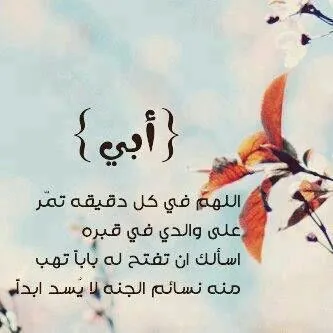 {أبي}
اللهم في كل دقيقه تمّر
على والدي في قبره
اسألك ان تفتح له باباً تهب
منه نسائم الجنه لا يُسد ابداً